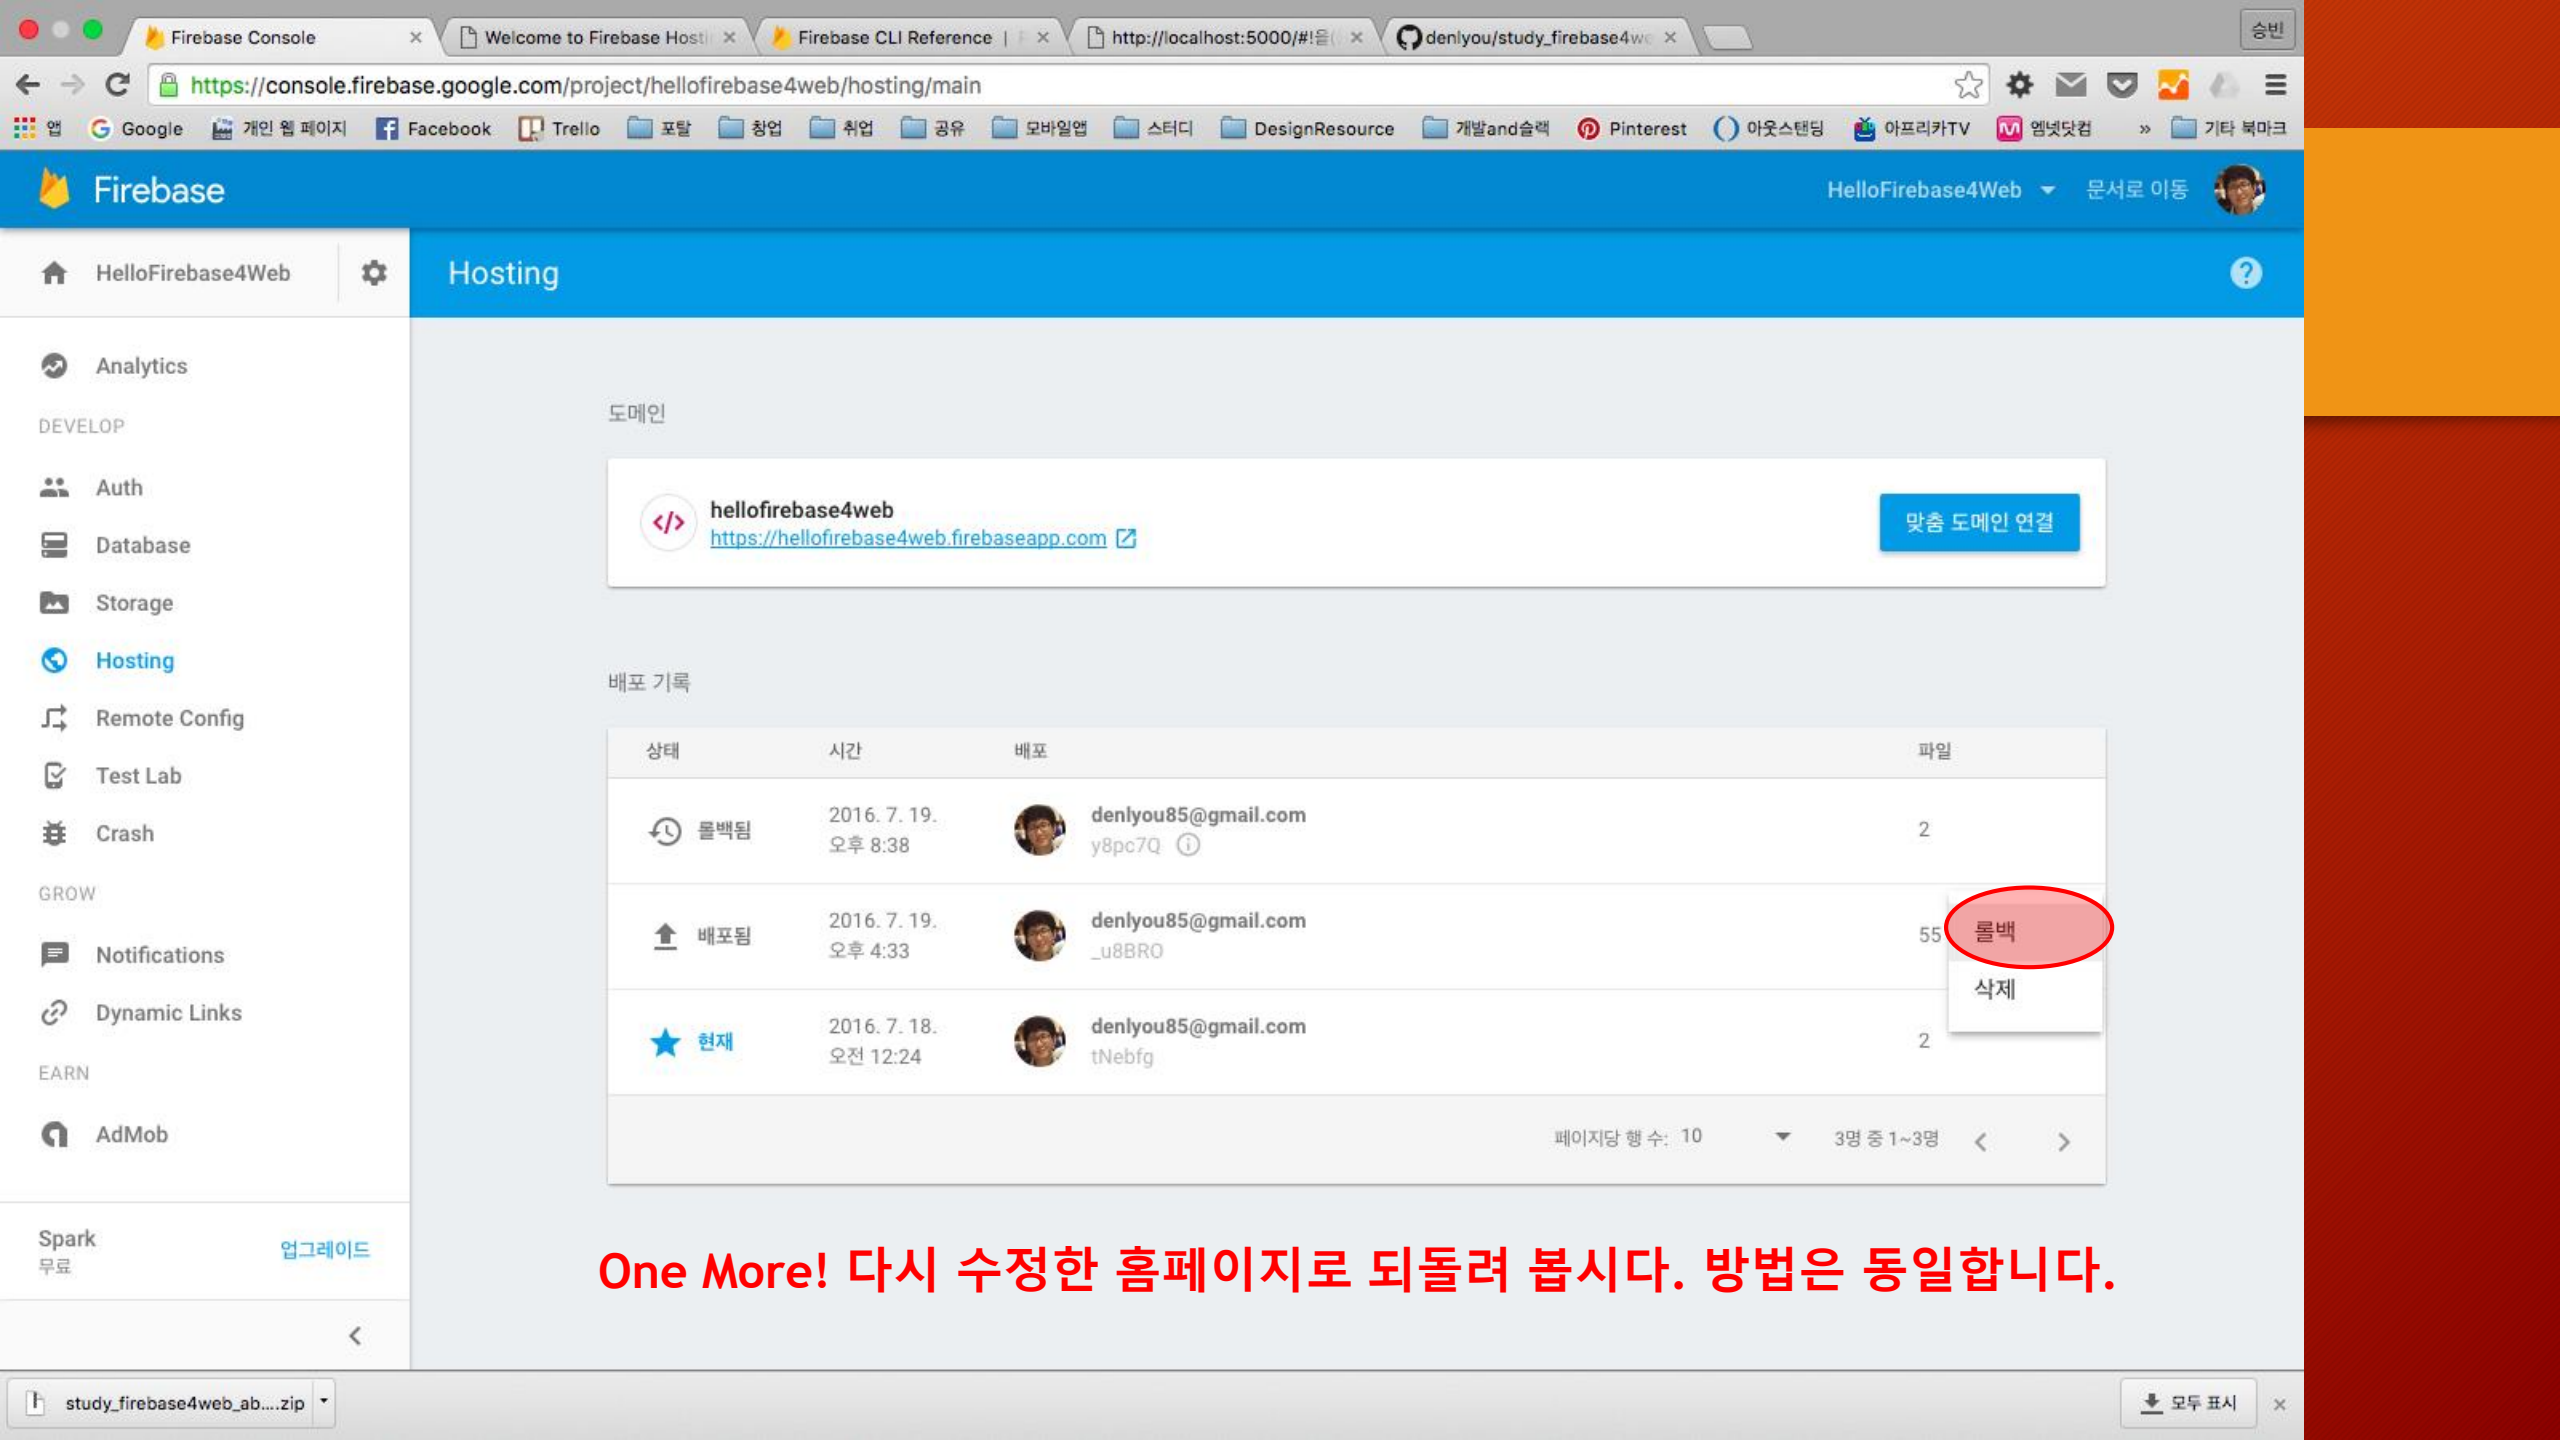 Firebase Console
Welcome to Firebase Hosti
Firebase CLI Reference |
http://localhost:5000/#!을(
denlyou/study_firebase4we
승빈
https://console.firebase.google.com/project/hellofirebase4web/hosting/main
앱 Google 개인 웹 페이지 Facebook Trello 포탈 창업 취업 공유 모바일앱 스터디 DesignResource 개발and슬랙 Pinterest 아웃스탠딩 아프리카TV 엠넷닷컴 » 기타 북마크
Firebase
HelloFirebase4Web 문서로 이동
HelloFirebase4Web
Hosting
Analytics
DEVELOP
Auth
Database
Storage
Hosting
Remote Config
Test Lab
Crash
GROW
Notifications
Dynamic Links
EARN
AdMob
Spark
무료
업그레이드
도메인
hellofirebase4web
https://hellofirebase4web.firebaseapp.com
맞춤 도메인 연결
배포 기록
상태 시간 배포 파일
롤백됨 2016. 7. 19. 오후 8:38 denlyou85@gmail.com 2
y8pc7Q
배포됨 2016. 7. 19. 오후 4:33 denlyou85@gmail.com 55
_u8BRO
롤백
삭제
현재 2016. 7. 18. 오전 12:24 denlyou85@gmail.com 2
tNebfg
페이지당 행 수: 10 3명 중 1~3명
One More! 다시 수정한 홈페이지로 되돌려 봅시다. 방법은 동일합니다.
study_firebase4web_ab....zip
모두 표시